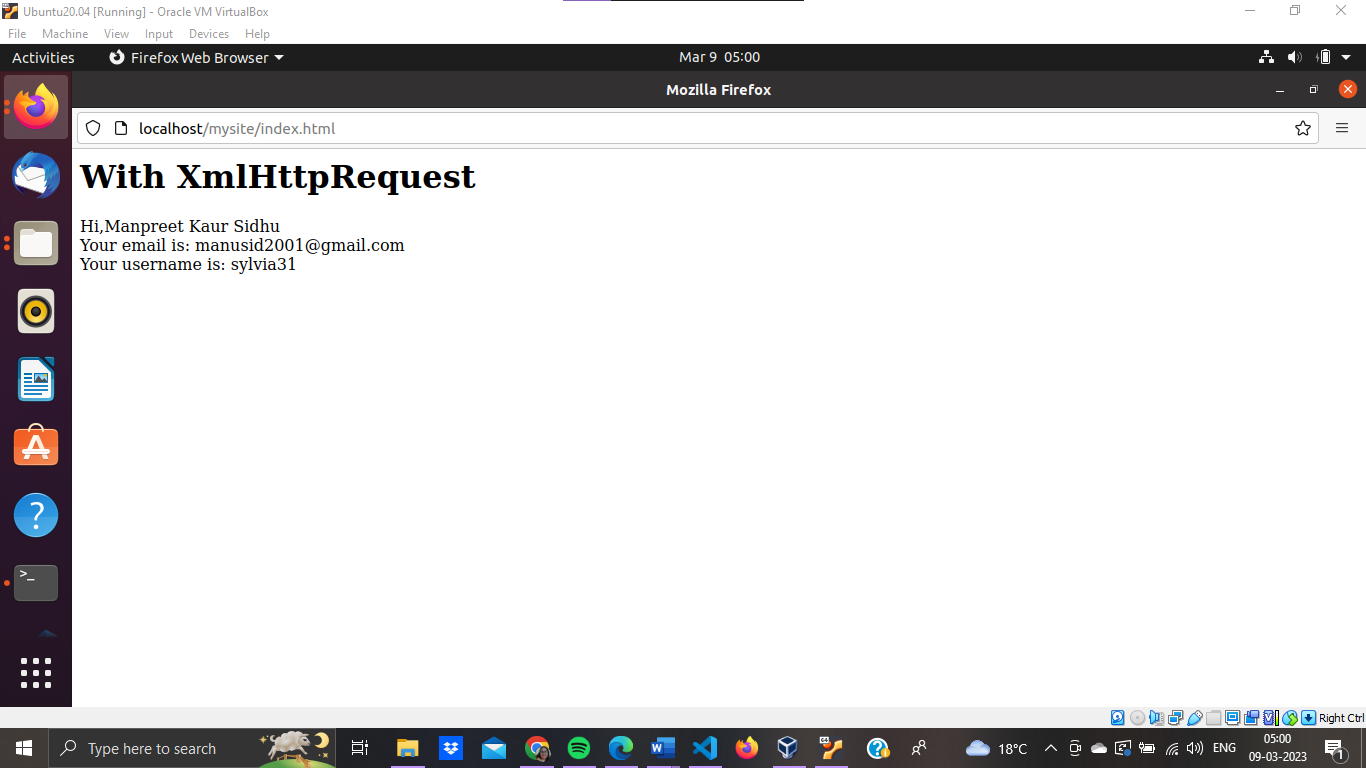 Ubuntu20.04 [Running] - Oracle VM VirtualBox
File Machine View Input Devices Help
Activities Firefox Web Browser Mar 9 05:00
Mozilla Firefox
localhost/mysite/index.html
With XmlHttpRequest
Hi,Manpreet Kaur Sidhu
Your email is: manusid2001@gmail.com
Your username is: sylvia31
Right Ctrl
Type here to search 18°C ENG 05:00
09-03-2023 1